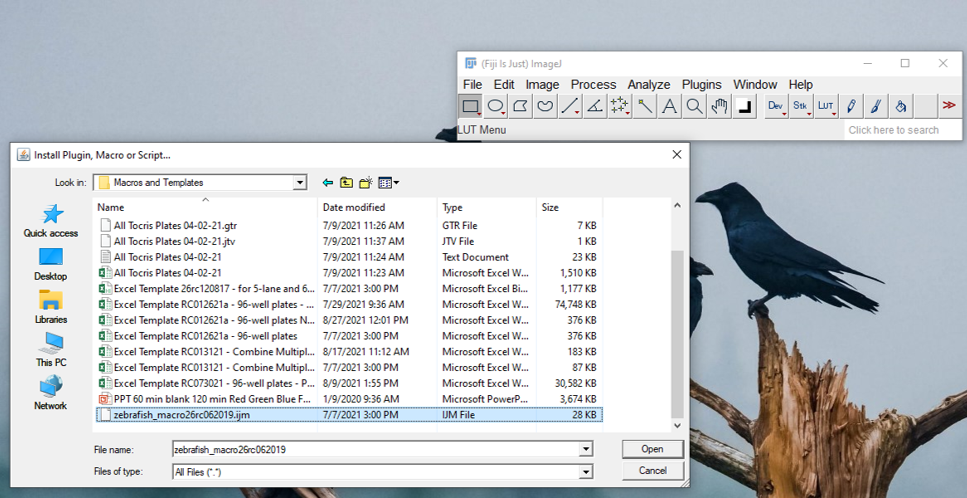 (Fiji Is Just) ImageJ
File Edit Image Process Analyze Plugins Window Help
Dev Stk LUT
LUT Menu
Click here to search
Install Plugin, Macro or Script...
Look in: Macros and Templates
Name Date modified Type Size
All Tocris Plates 04-02-21.gtr 7/9/2021 11:26 AM GTR File 7 KB
All Tocris Plates 04-02-21.jtv 7/9/2021 11:37 AM JTV File 1 KB
All Tocris Plates 04-02-21 7/9/2021 11:24 AM Text Document 23 KB
All Tocris Plates 04-02-21 7/9/2021 11:23 AM Microsoft Excel W... 1,510 KB
Excel Template 26rc120817 - for 5-lane and 6... 7/7/2021 3:00 PM Microsoft Excel Bi... 1,177 KB
Excel Template RC012621a - 96-well plates - ... 7/29/2021 9:36 AM Microsoft Excel W... 74,748 KB
Excel Template RC012621a - 96-well plates N... 8/27/2021 12:01 PM Microsoft Excel W... 376 KB
Excel Template RC012621a - 96-well plates 7/7/2021 3:00 PM Microsoft Excel W... 376 KB
Excel Template RC013121 - Combine Multipl... 8/17/2021 11:12 AM Microsoft Excel W... 183 KB
Excel Template RC013121 - Combine Multipl... 7/7/2021 3:00 PM Microsoft Excel W... 87 KB
Excel Template RC073021 - 96-well plates - P... 8/9/2021 1:55 PM Microsoft Excel W... 30,582 KB
PPT 60 min blank 120 min Red Green Blue F... 1/9/2020 9:36 AM Microsoft PowerP... 3,674 KB
zebrafish_macro26rc062019.ijm 7/7/2021 3:00 PM IJM File 28 KB
Quick access
Desktop
Libraries
This PC
Network
File name: zebrafish_macro26rc062019 Open
Files of type: All Files (*.*) Cancel